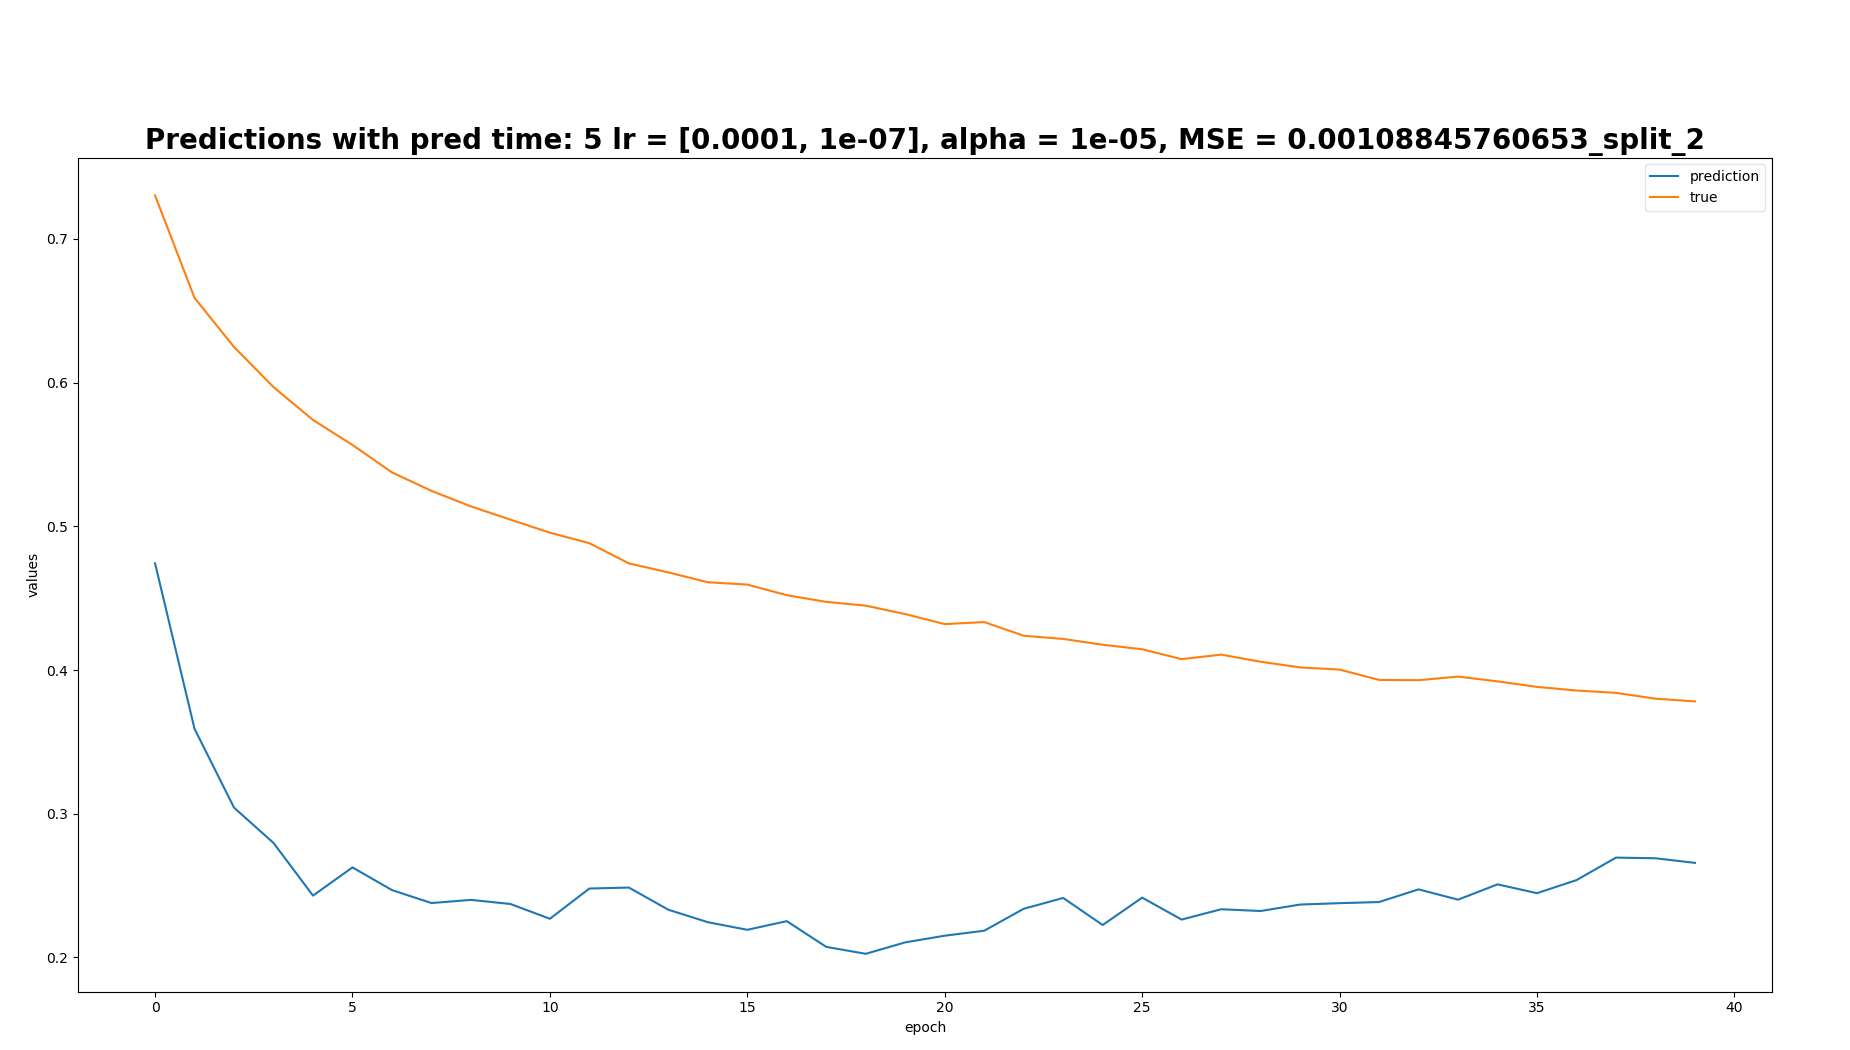 Predictions with pred time: 5 lr = [0.0001, 1e-07], alpha = 1e-05, MSE = 0.00108845760653_split_2
prediction
true
0.7
0.6
0.5
0.4
0.3
0.2
values
0 5 10 15 20 25 30 35 40
epoch